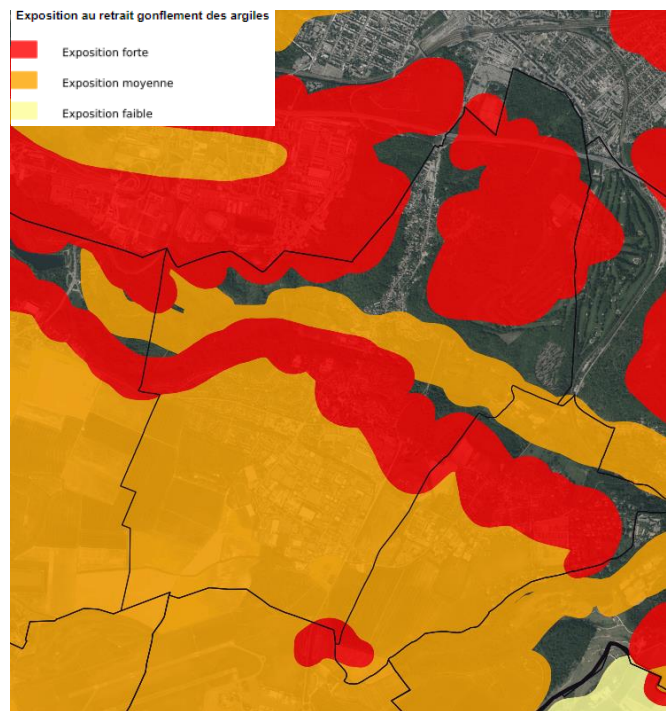 Exposition au retrait gonflement des argiles
Exposition forte
Exposition moyenne
Exposition faible